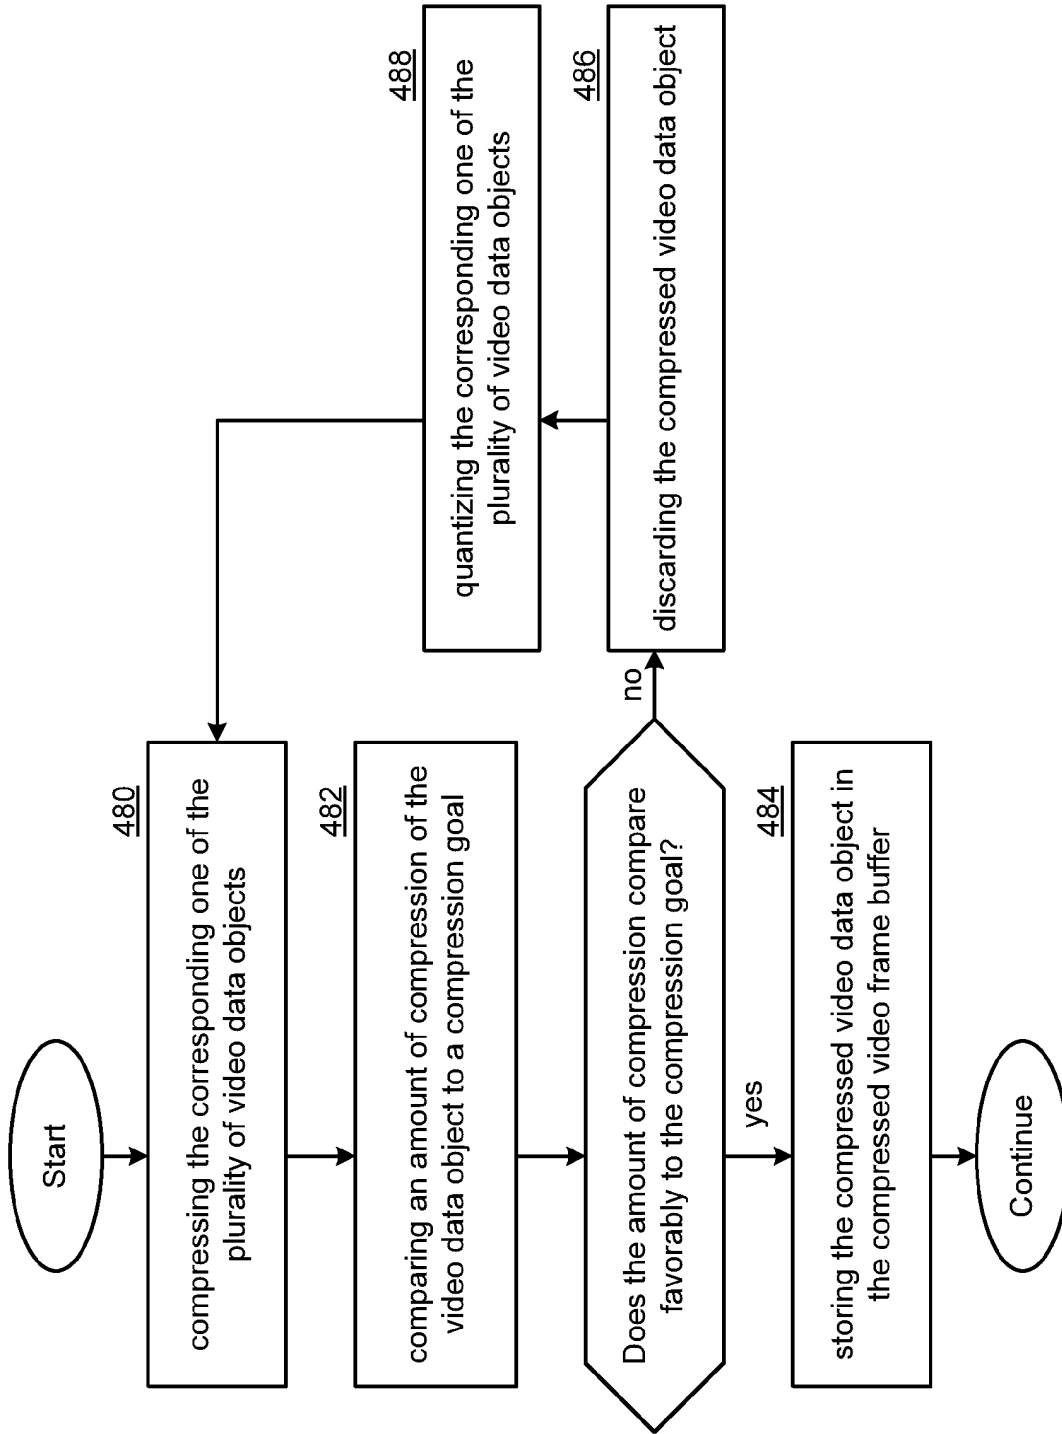 Start
480
compressing the corresponding one of the
plurality of video data objects
482
comparing an amount of compression of the
video data object to a compression goal
Does the amount of compression compare
favorably to the compression goal?
no
yes
484
storing the compressed video data object in
the compressed video frame buffer
Continue
486
discarding the compressed video data object
488
quantizing the corresponding one of the
plurality of video data objects